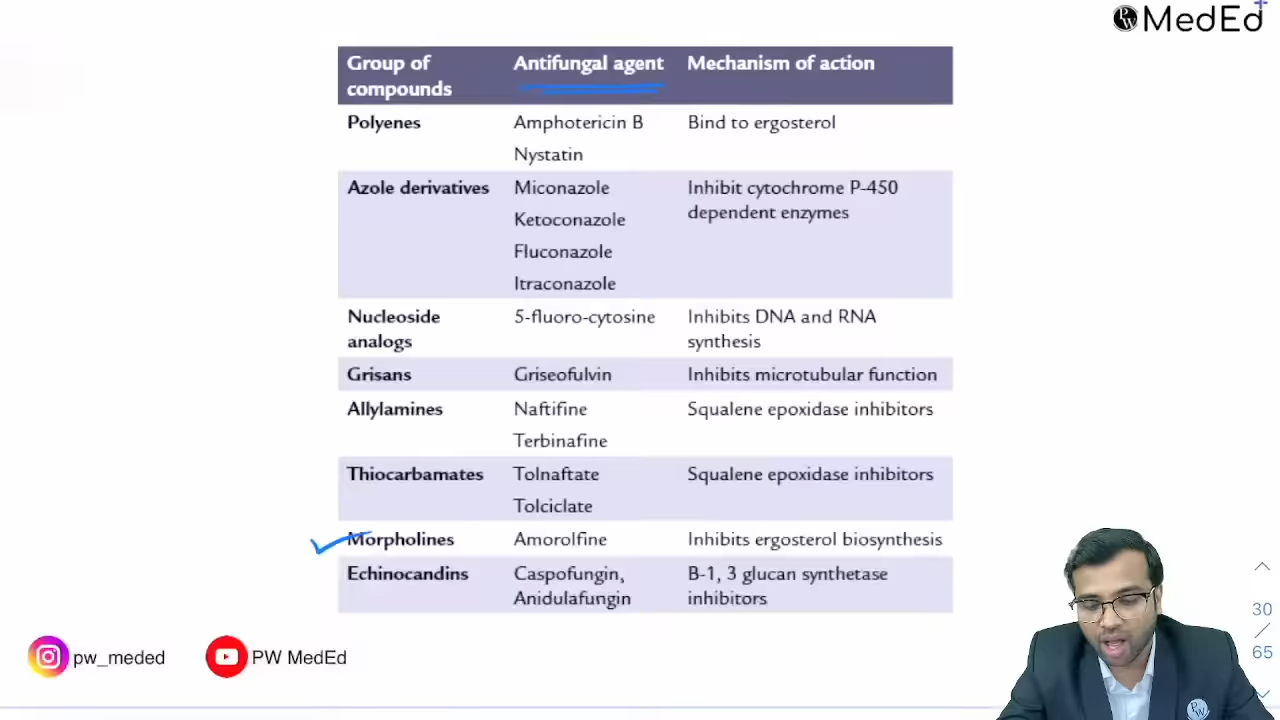 PW MedEd
Group of compounds Antifungal agent Mechanism of action
Polyenes Amphotericin B Bind to ergosterol
Nystatin
Azole derivatives Miconazole Inhibit cytochrome P-450
Ketoconazole dependent enzymes
Fluconazole
Itraconazole
Nucleoside 5-fluoro-cytosine Inhibits DNA and RNA
analogs synthesis
Grisans Griseofulvin Inhibits microtubular function
Allylamines Naftifine Squalene epoxidase inhibitors
Terbinafine
Thiocarbamates Tolnaftate Squalene epoxidase inhibitors
Tolciclate
Morpholines Amorolfine Inhibits ergosterol biosynthesis
Echinocandins Caspofungin, B-1, 3 glucan synthetase
Anidulafungin inhibitors
30
/
65
pw_meded PW MedEd
PW